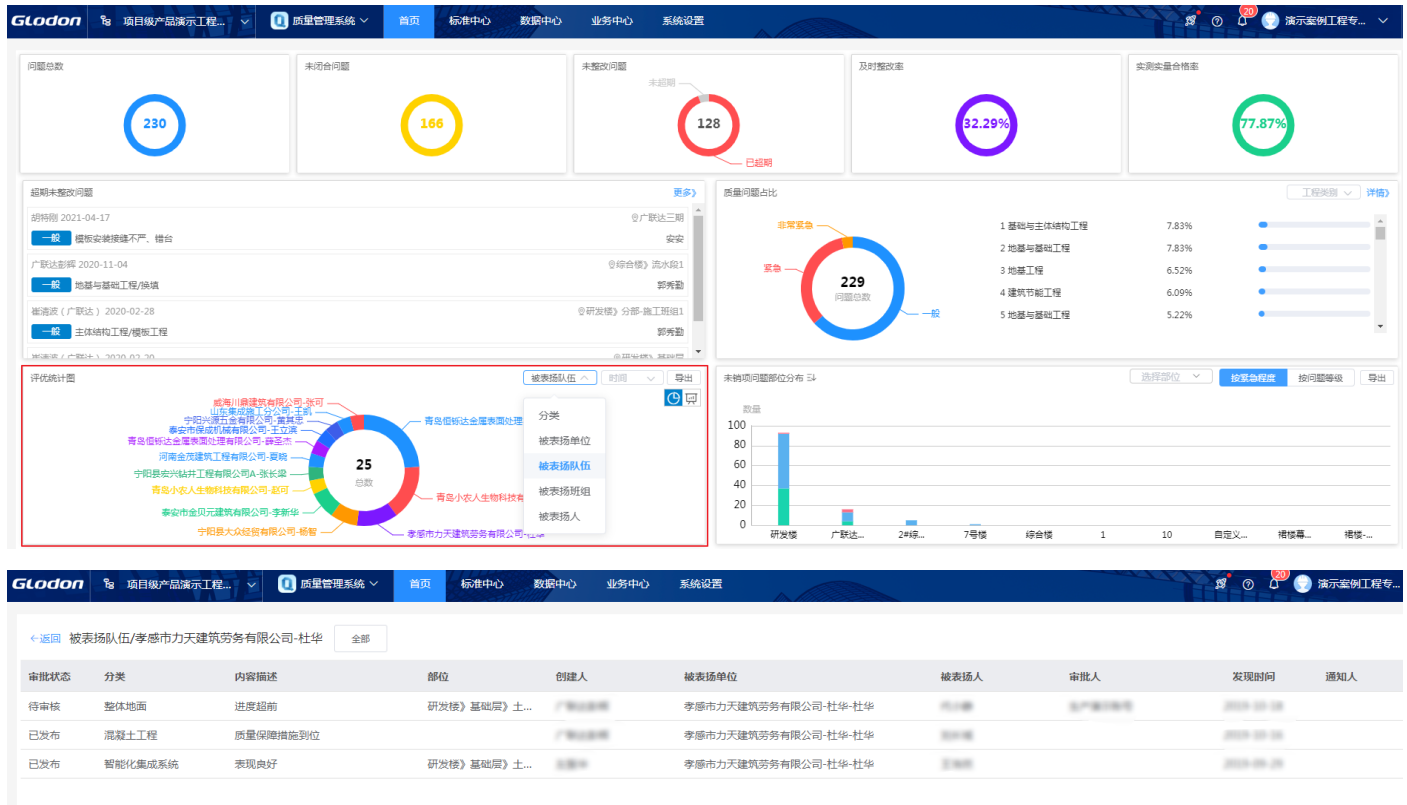 GLODON 项目级产品演示工程... 质量管理系统 首页 标准中心 数据中心 业务中心 系统设置 20 演示案例工程专...
问题总数
230
未闭合问题
166
未整改问题
未超期
128
已超期
及时整改率
32.29%
实测实量合格率
77.87%
超期未整改问题 更多》
胡特刚 2021-04-17 广联达三期
一般 模板安装接缝不严、错台 安安
广联达彭辉 2020-11-04 综合楼》流水段1
一般 地基与基础工程/换填 郭秀勤
崔清波（广联达） 2020-02-28 研发楼》分部-施工班组1
一般 主体结构工程/模板工程 郭秀勤
质量问题占比 工程类别 详情》
非常紧急
紧急
229
问题总数
一般
1 基础与主体结构工程 7.83%
2 地基与基础工程 7.83%
3 地基工程 6.52%
4 建筑节能工程 6.09%
5 地基与基础工程 5.22%
评优统计图 被表扬队伍 时间 导出
威海川鼎建筑有限公司-张可
山东集成施工分公司-王凯
宁阳兴源五金有限公司-黄其忠
泰安市保成机械有限公司-王立滨
青岛恒铄达金属表面处理有限公司-薛圣杰
河南金茂建筑工程有限公司-夏晓
宁阳县宏兴钻井工程有限公司A-张长梁
青岛小农人生物科技有限公司-赵可
泰安市金贝元建筑有限公司-李新华
宁阳县大众经贸有限公司-杨智
25
总数
青岛恒铄达金属表面处理
青岛小农人生物科技有
孝感市力天建筑劳务有限公司-杜华
分类
被表扬单位
被表扬队伍
被表扬班组
被表扬人
未销项问题部位分布 选择部位 按紧急程度 按问题等级 导出
数量
100
80
60
40
20
0
研发楼 广联达... 2#综... 7号楼 综合楼 1 10 自定义... 裙楼幕... 裙楼-...
GLODON 项目级产品演示工程... 质量管理系统 首页 标准中心 数据中心 业务中心 系统设置 20 演示案例工程专...
←返回 被表扬队伍/孝感市力天建筑劳务有限公司-杜华 全部
审批状态 分类 内容描述 部位 创建人 被表扬单位 被表扬人 审批人 发现时间 通知人
待审核 整体地面 进度超前 研发楼》基础层》土... 孝感市力天建筑劳务有限公司-杜华-杜华
已发布 混凝土工程 质量保障措施到位 孝感市力天建筑劳务有限公司-杜华-杜华
已发布 智能化集成系统 表现良好 研发楼》基础层》土... 孝感市力天建筑劳务有限公司-杜华-杜华